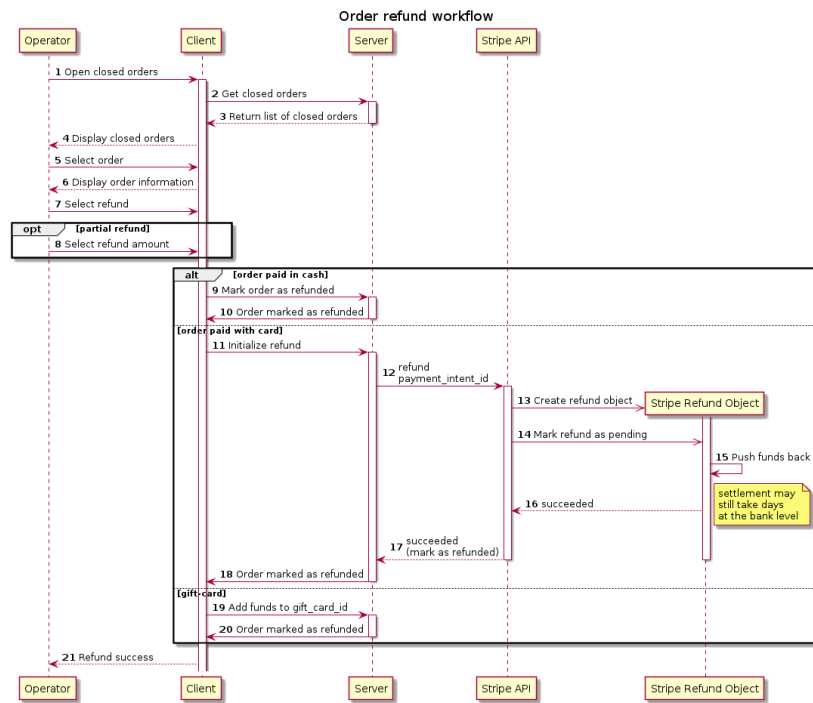 Order refund workflow
Operator
Client
Server
Stripe API
1 Open closed orders
2 Get closed orders
3 Return list of closed orders
4 Display closed orders
5 Select order
6 Display order information
7 Select refund
opt [partial refund]
8 Select refund amount
alt [order paid in cash]
9 Mark order as refunded
10 Order marked as refunded
[order paid with card]
11 Initialize refund
12 refund
payment_intent_id
13 Create refund object
Stripe Refund Object
14 Mark refund as pending
15 Push funds back
settlement may
still take days
at the bank level
16 succeeded
17 succeeded
(mark as refunded)
18 Order marked as refunded
[gift-card]
19 Add funds to gift_card_id
20 Order marked as refunded
21 Refund success
Operator
Client
Server
Stripe API
Stripe Refund Object